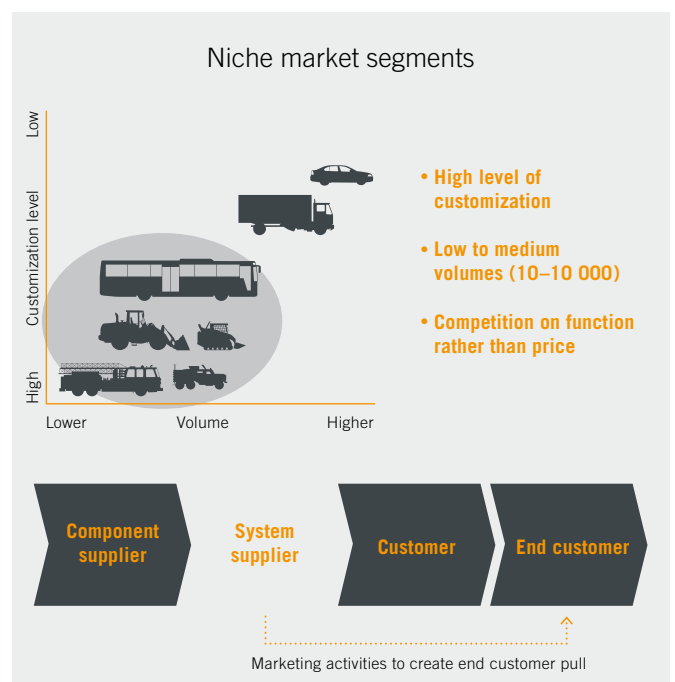 Niche market segments
Low
Customization level
High
Lower
Volume
Higher
• High level of
customization
• Low to medium
volumes (10–10 000)
• Competition on function
rather than price
Component
supplier
System
supplier
Customer
End customer
Marketing activities to create end customer pull